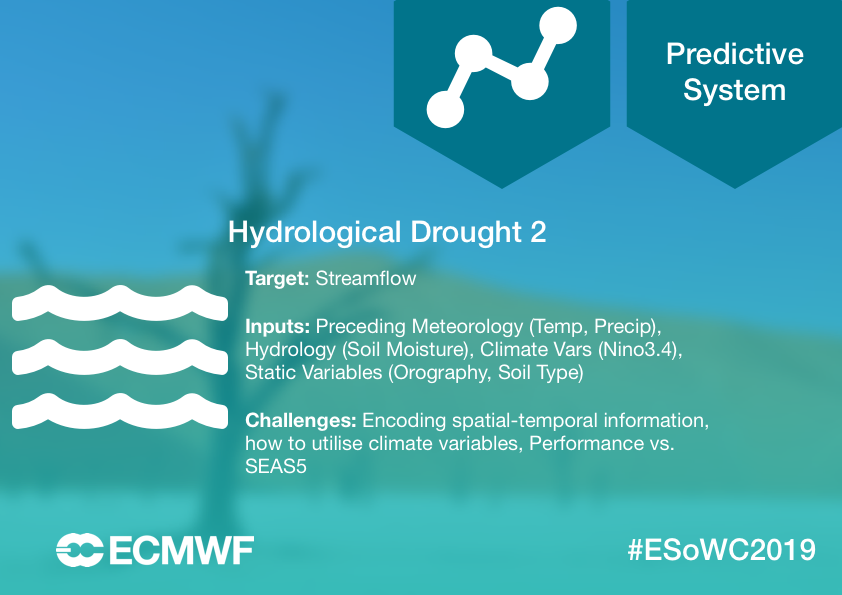 Predictive
System
Hydrological Drought 2
Target: Streamflow
Inputs: Preceding Meteorology (Temp, Precip),
Hydrology (Soil Moisture), Climate Vars (Nino3.4),
Static Variables (Orography, Soil Type)
Challenges: Encoding spatial-temporal information,
how to utilise climate variables, Performance vs.
SEAS5
ECMWF
#ESoWC2019